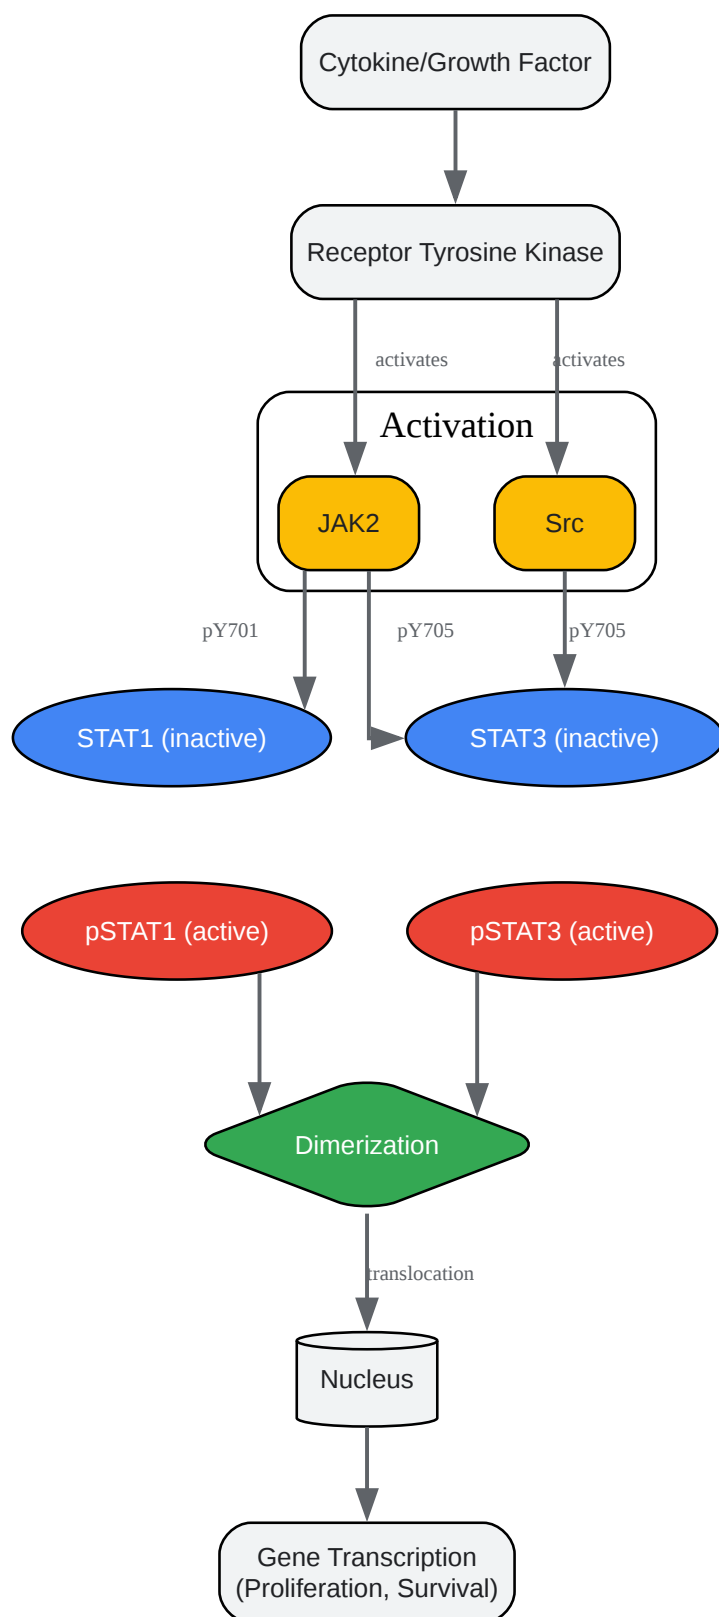 Cytokine/Growth Factor
Receptor Tyrosine Kinase
activates
activates
Activation
JAK2
Src
pY701
pY705
pY705
STAT1 (inactive)
STAT3 (inactive)
pSTAT1 (active)
pSTAT3 (active)
Dimerization
translocation
Nucleus
Gene Transcription
(Proliferation, Survival)